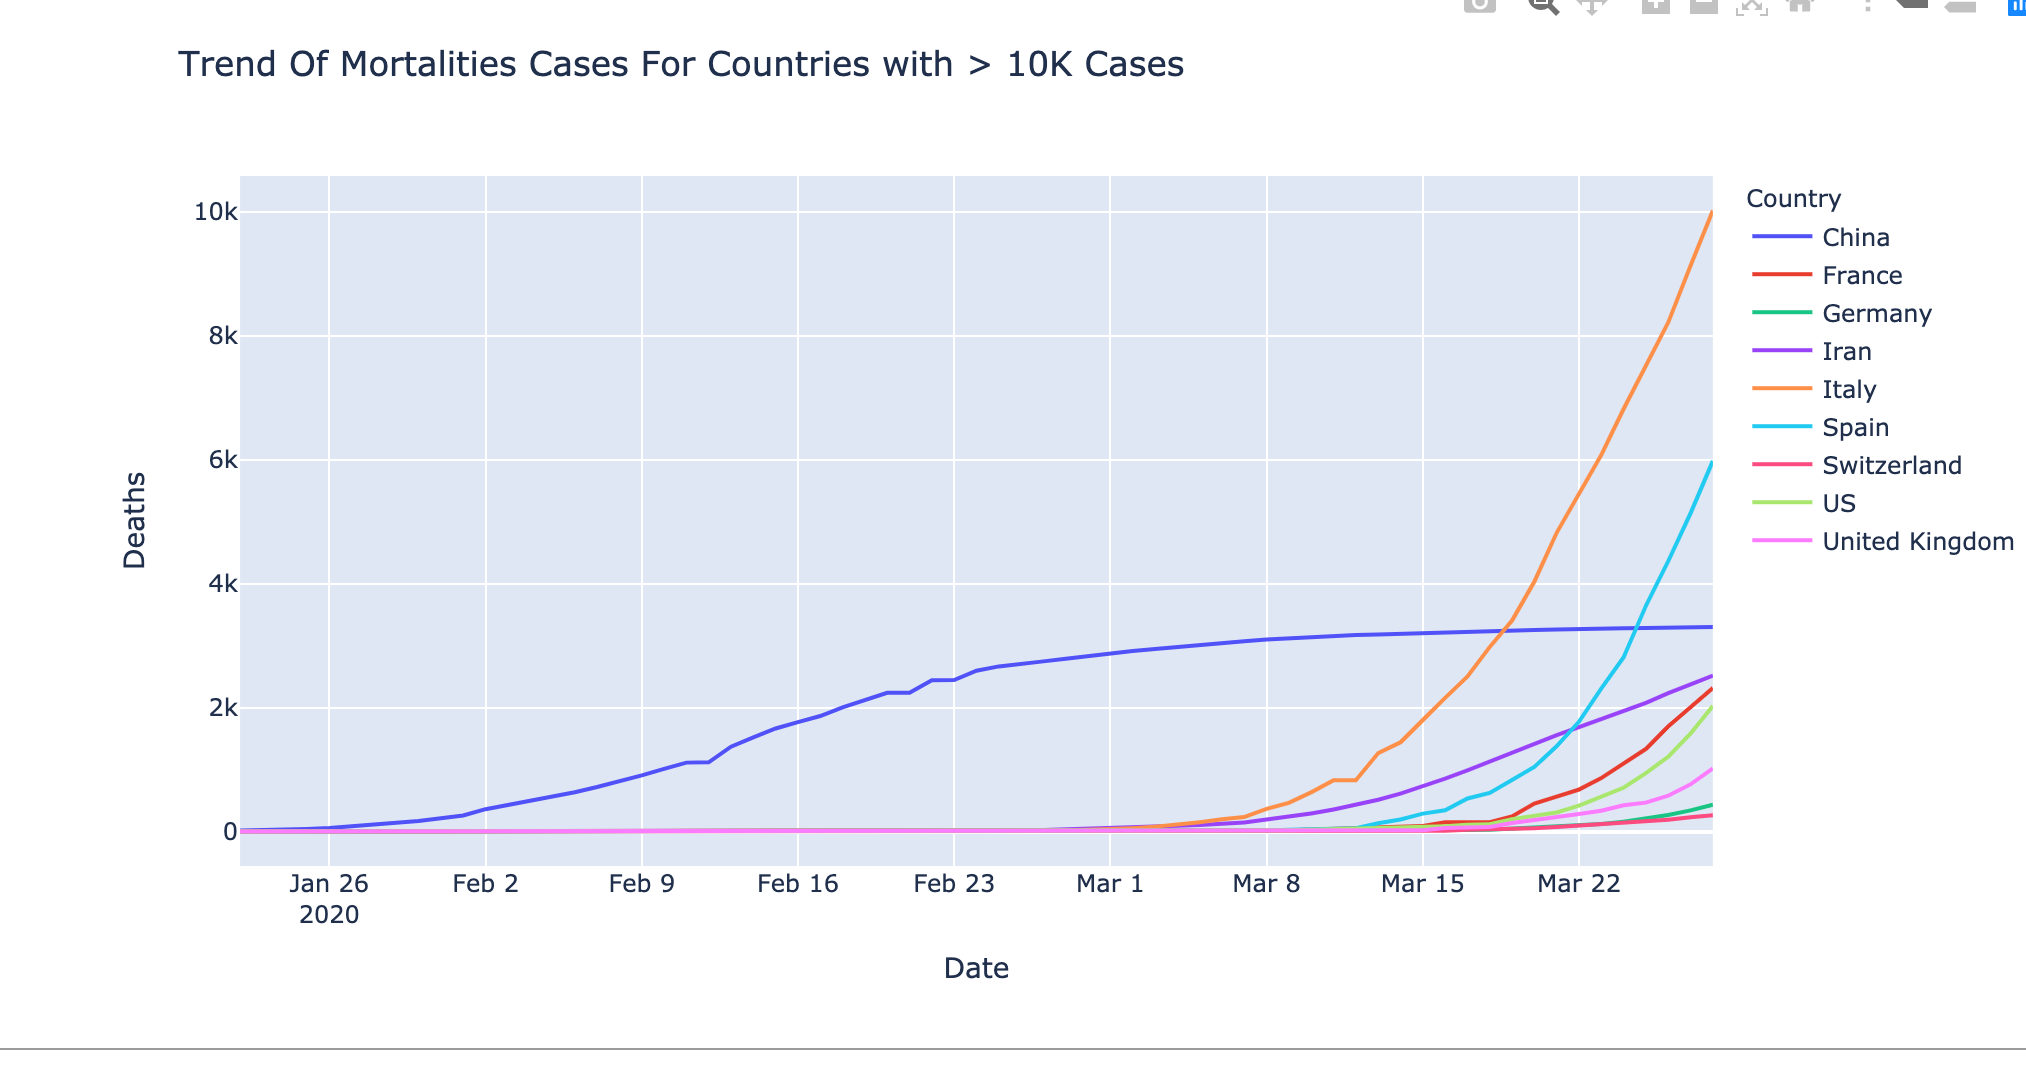 Trend Of Mortalities Cases For Countries with > 10K Cases
Country
China
France
Germany
Iran
Italy
Spain
Switzerland
US
United Kingdom
10k
8k
6k
4k
2k
0
Deaths
Jan 26 Feb 2 Feb 9 Feb 16 Feb 23 Mar 1 Mar 8 Mar 15 Mar 22
2020
Date